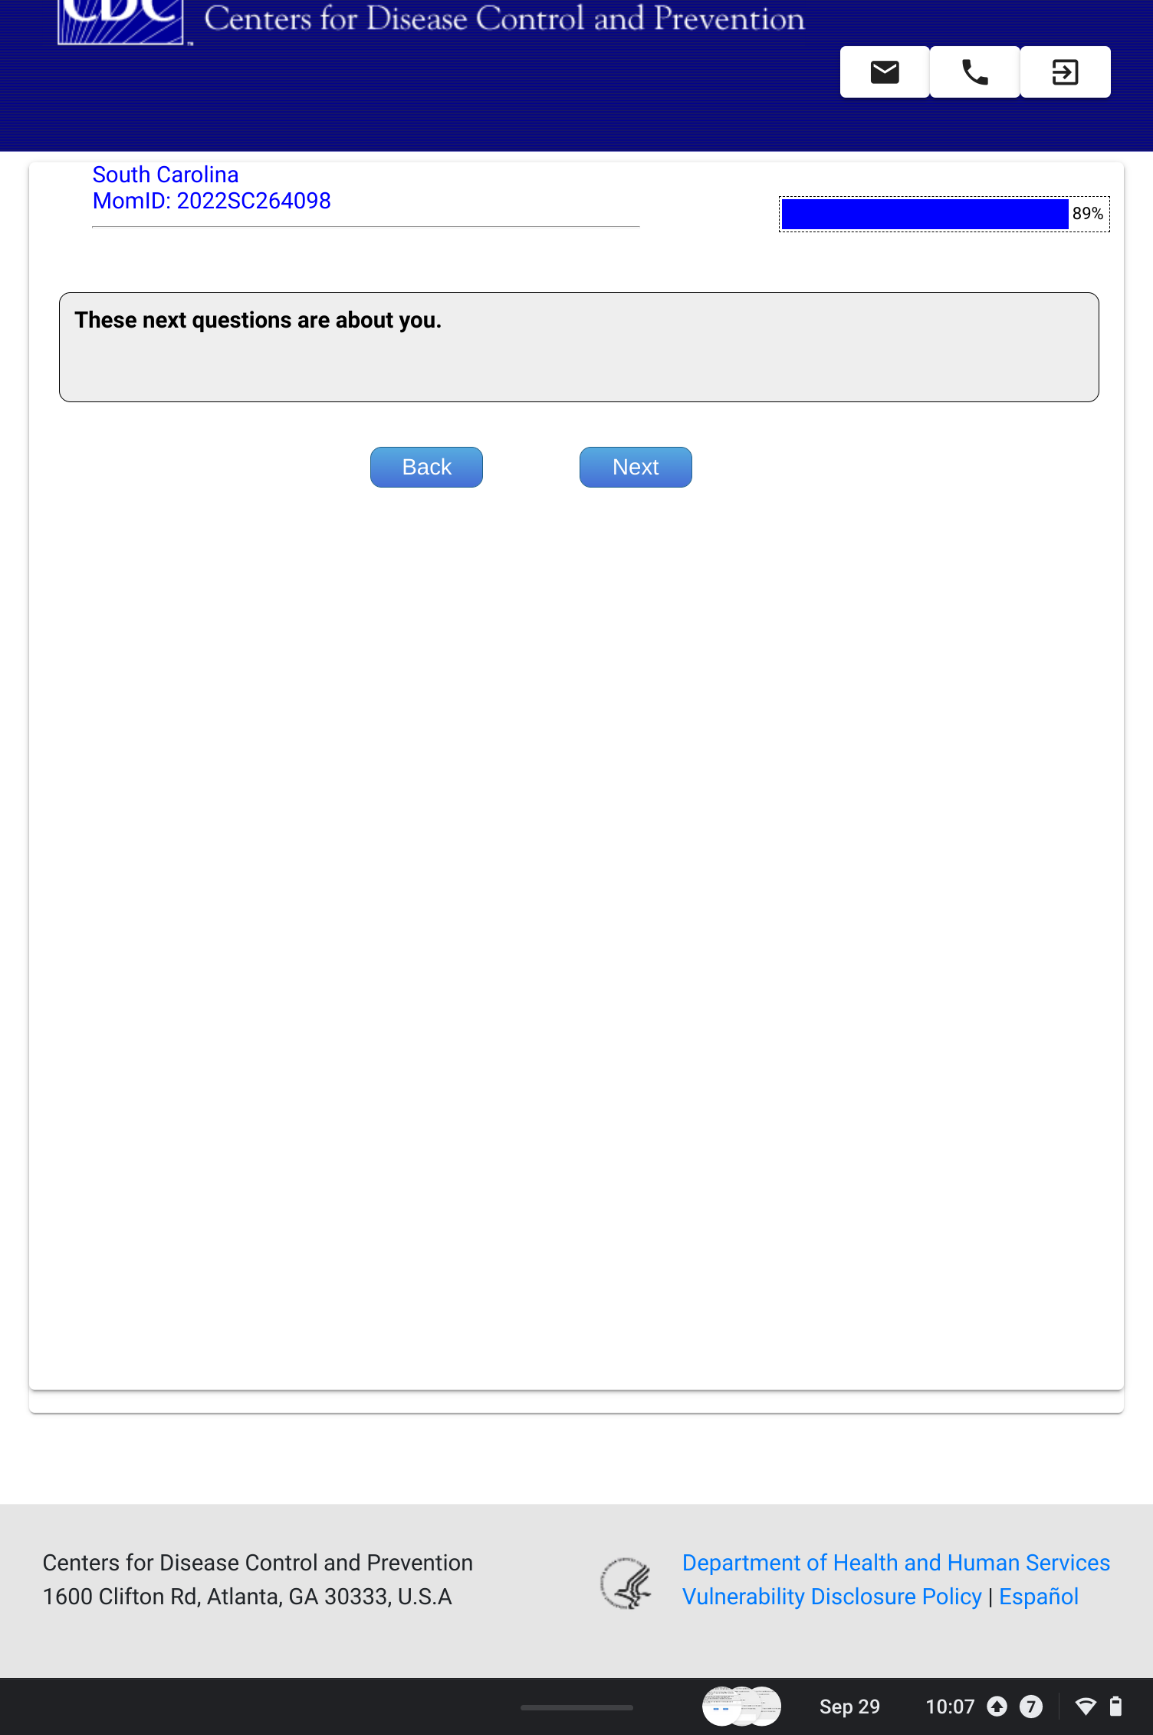 CDC
Centers for Disease Control and Prevention
South Carolina
MomID: 2022SC264098
89%
These next questions are about you.
Back
Next
Centers for Disease Control and Prevention
1600 Clifton Rd, Atlanta, GA 30333, U.S.A
Department of Health and Human Services
Vulnerability Disclosure Policy | Español
Sep 29
10:07
7